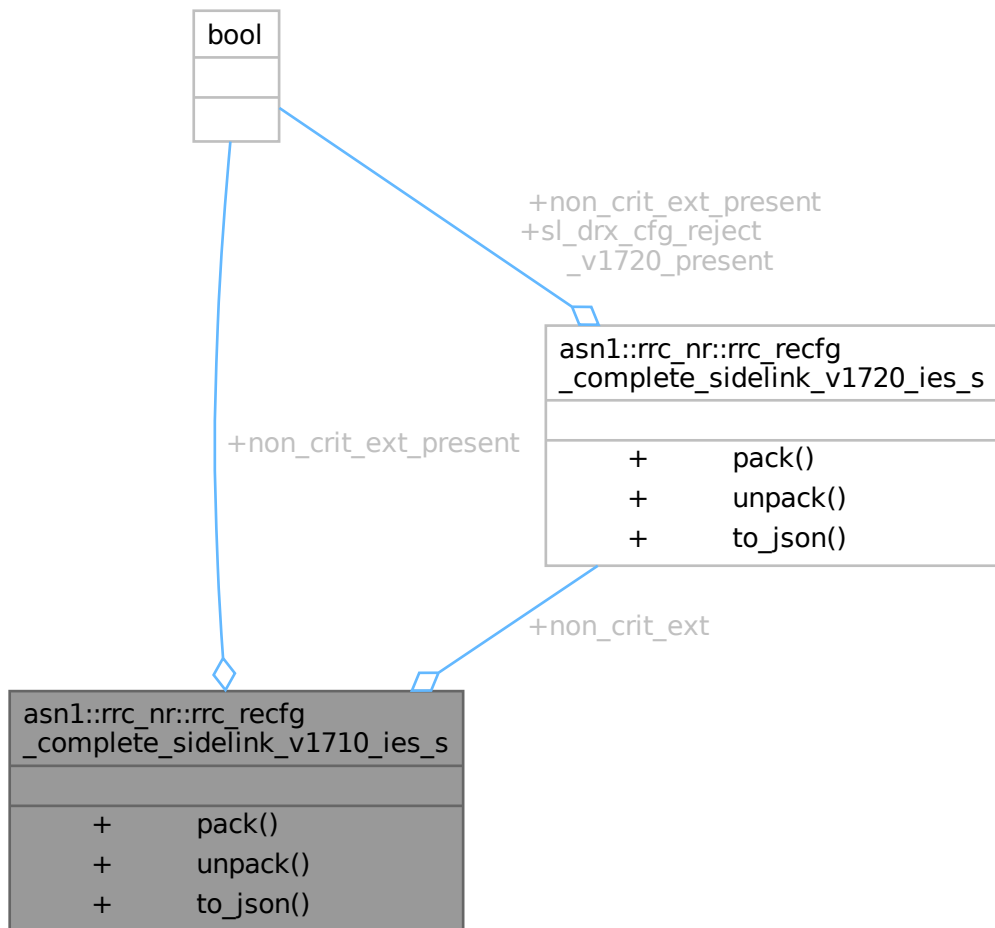 bool
+non_crit_ext_present
+sl_drx_cfg_reject
_v1720_present
asn1::rrc_nr::rrc_recfg
_complete_sidelink_v1720_ies_s
+ pack()
+ unpack()
+ to_json()
+non_crit_ext_present
+non_crit_ext
asn1::rrc_nr::rrc_recfg
_complete_sidelink_v1710_ies_s
+ pack()
+ unpack()
+ to_json()